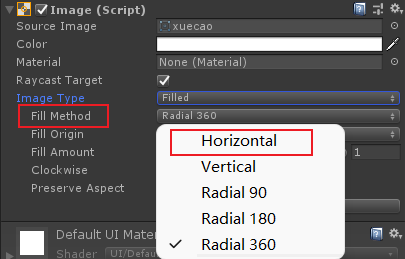 Image (Script)
Source Image
xuecao
Color
Material
None (Material)
Raycast Target
Image Type
Filled
Fill Method
Radial 360
Fill Origin
Fill Amount
1
Clockwise
Preserve Aspect
Horizontal
Vertical
Radial 90
Radial 180
Radial 360
Default UI Mate
Shader
UI/Defau